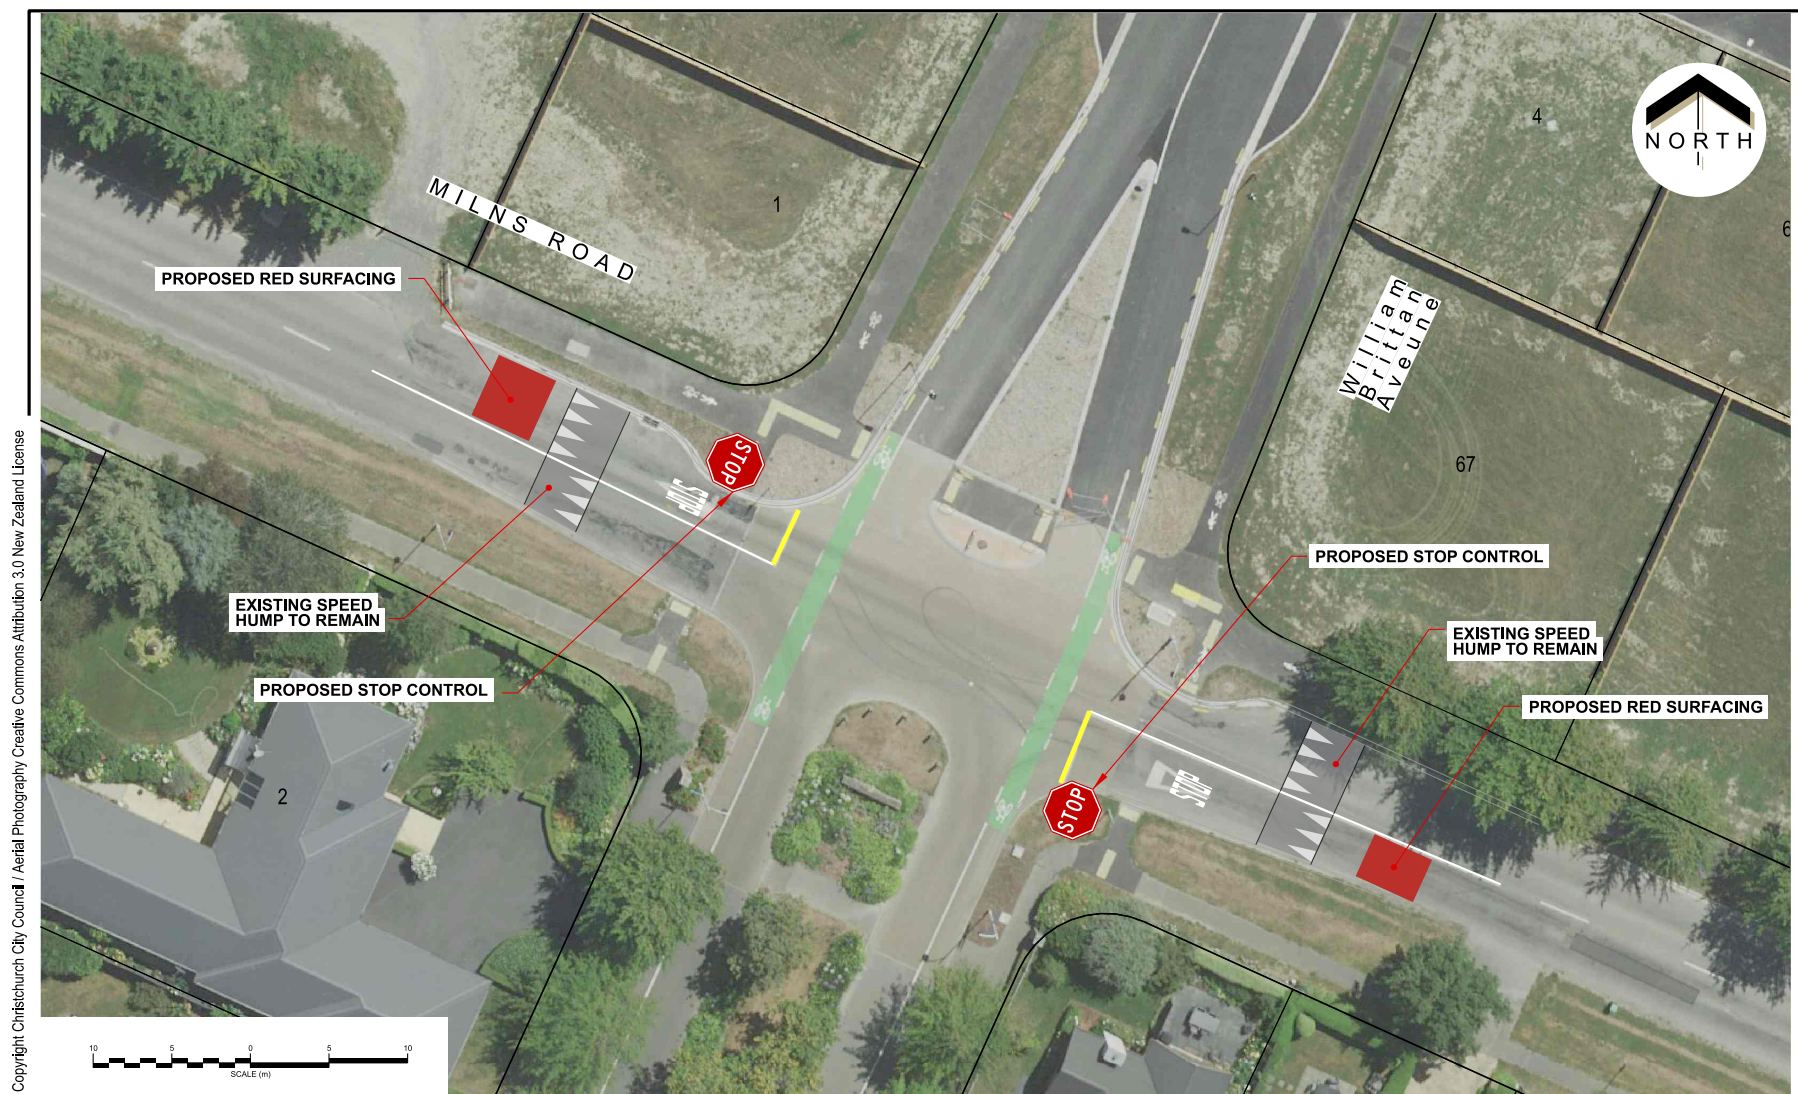 Copyright Christchurch City Council / Aerial Photography Creative Commons Attribution 3.0 New Zealand License
NORTH
4
6
1
MILNS ROAD
PROPOSED RED SURFACING
William
Brittan
Aveune
67
STOP
STOP
PROPOSED STOP CONTROL
EXISTING SPEED
HUMP TO REMAIN
EXISTING SPEED
HUMP TO REMAIN
PROPOSED STOP CONTROL
PROPOSED RED SURFACING
STOP
STOP
2
10 5 0 5 10
SCALE (m)